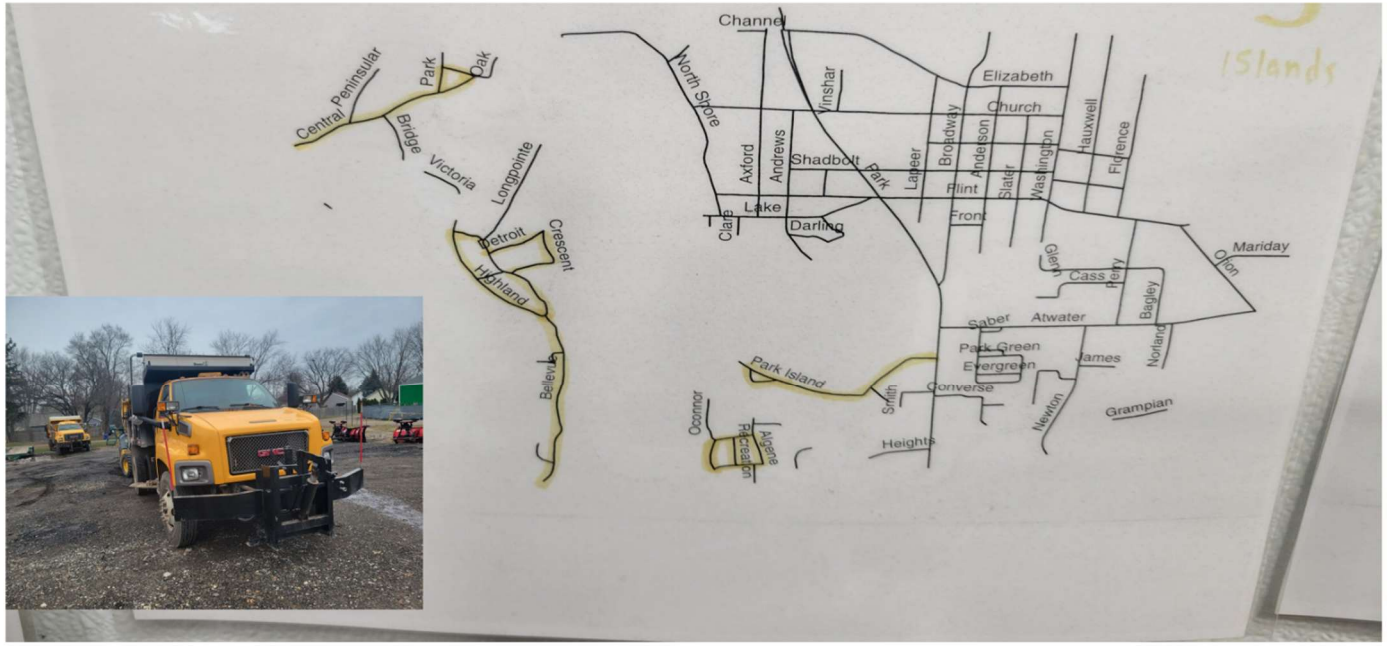 Channel
Islands
Park
Oak
Peninsular
Central
Bridge
Victoria
Longpointe
Detroit
Crescent
Highland
North Shore
Vinshar
Elizabeth
Church
Axford
Andrews
Shadbolt
Park
Lapeer
Broadway
Anderson
Slater
Washington
Hauxwell
Florence
Flint
Lake
Clare
Darling
Front
Glenn
Cass
Perry
Bagley
Orion
Mariday
Saber
Atwater
Norland
Park Green
Evergreen
James
Park Island
Smith
Converse
Newton
Grampian
Oconnor
Recreation
Algene
Heights
GMC